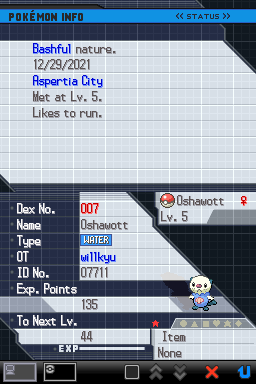 POKÉMON INFO
STATUS
Bashful nature.
12/29/2021
Aspertia City
Met at Lv. 5.
Likes to run.
Oshawott ♀
Lv. 5
Dex No. 007
Name Oshawott
Type WATER
OT willkyu
ID No. 07711
Exp. Points
135
To Next Lv.
44
EXP
Item
None